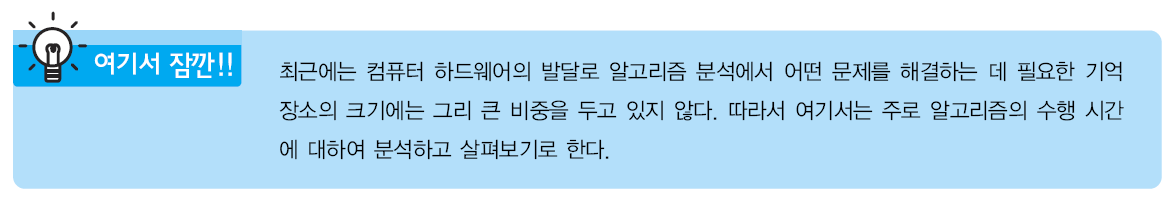 여기서 잠깐!!
최근에는 컴퓨터 하드웨어의 발달로 알고리즘 분석에서 어떤 문제를 해결하는 데 필요한 기억
장소의 크기에는 그리 큰 비중을 두고 있지 않다. 따라서 여기서는 주로 알고리즘의 수행 시간
에 대하여 분석하고 살펴보기로 한다.